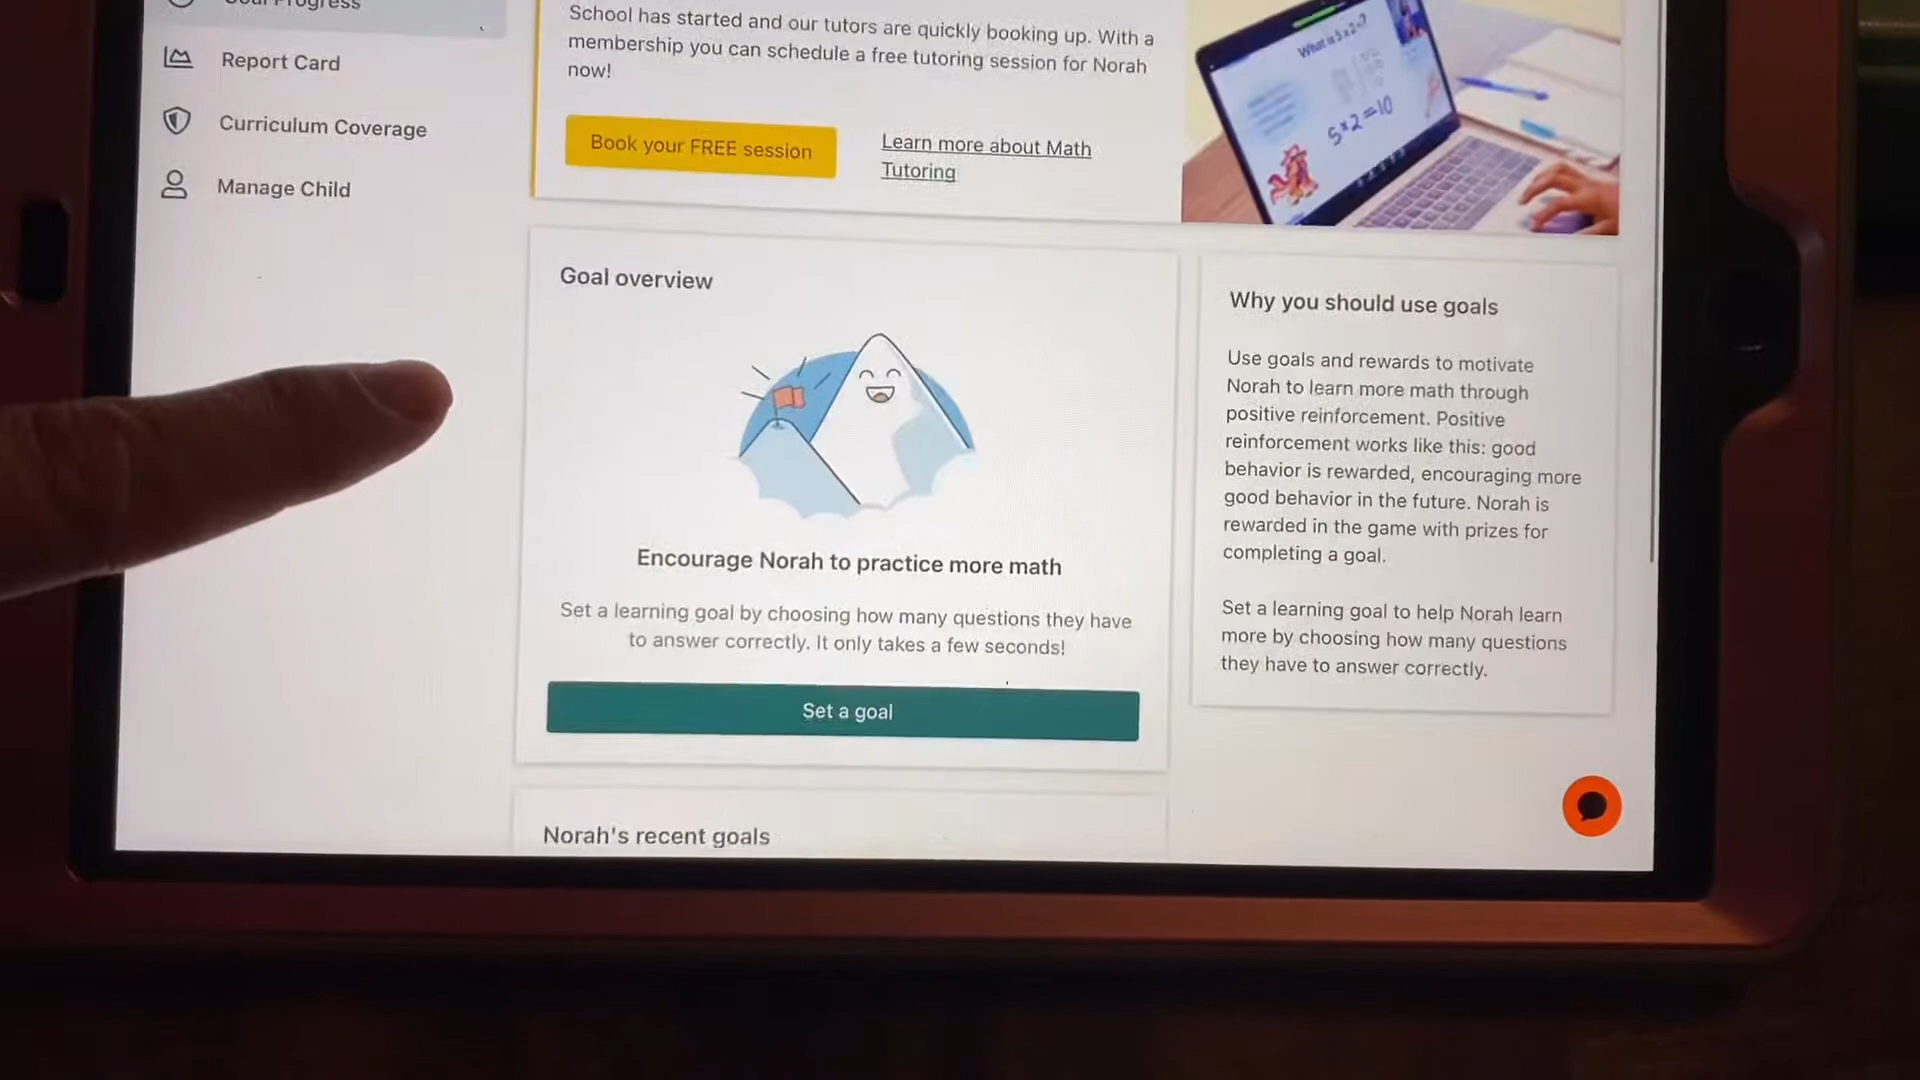 Progress
Report Card
Curriculum Coverage
Manage Child
School has started and our tutors are quickly booking up. With a
membership you can schedule a free tutoring session for Norah
now!
Book your FREE session
Learn more about Math
Tutoring
What is 5 x 2?
5x2=10
Goal overview
Encourage Norah to practice more math
Set a learning goal by choosing how many questions they have
to answer correctly. It only takes a few seconds!
Set a goal
Norah's recent goals
Why you should use goals
Use goals and rewards to motivate
Norah to learn more math through
positive reinforcement. Positive
reinforcement works like this: good
behavior is rewarded, encouraging more
good behavior in the future. Norah is
rewarded in the game with prizes for
completing a goal.
Set a learning goal to help Norah learn
more by choosing how many questions
they have to answer correctly.